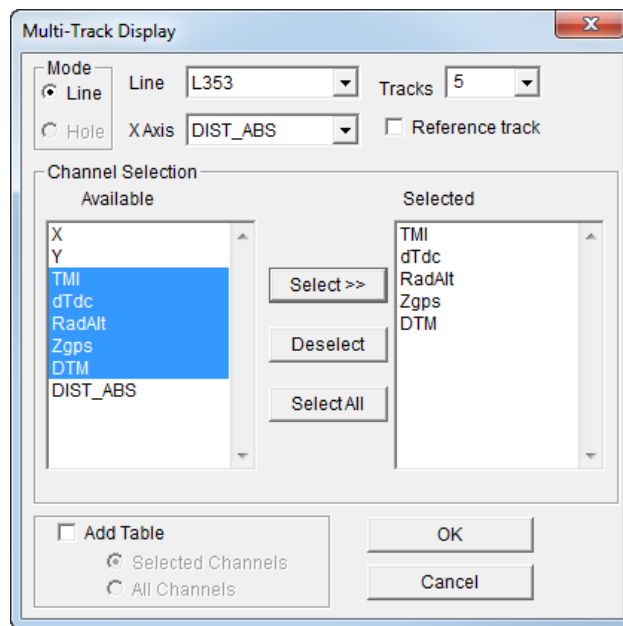 Multi-Track Display
Mode
Line
Hole
Line L353
Tracks 5
X Axis DIST_ABS
Reference track
Channel Selection
Available
X
Y
TMI
dTdc
RadAlt
Zgps
DTM
DIST_ABS
Select >>
Deselect
Select All
Selected
TMI
dTdc
RadAlt
Zgps
DTM
Add Table
Selected Channels
All Channels
OK
Cancel